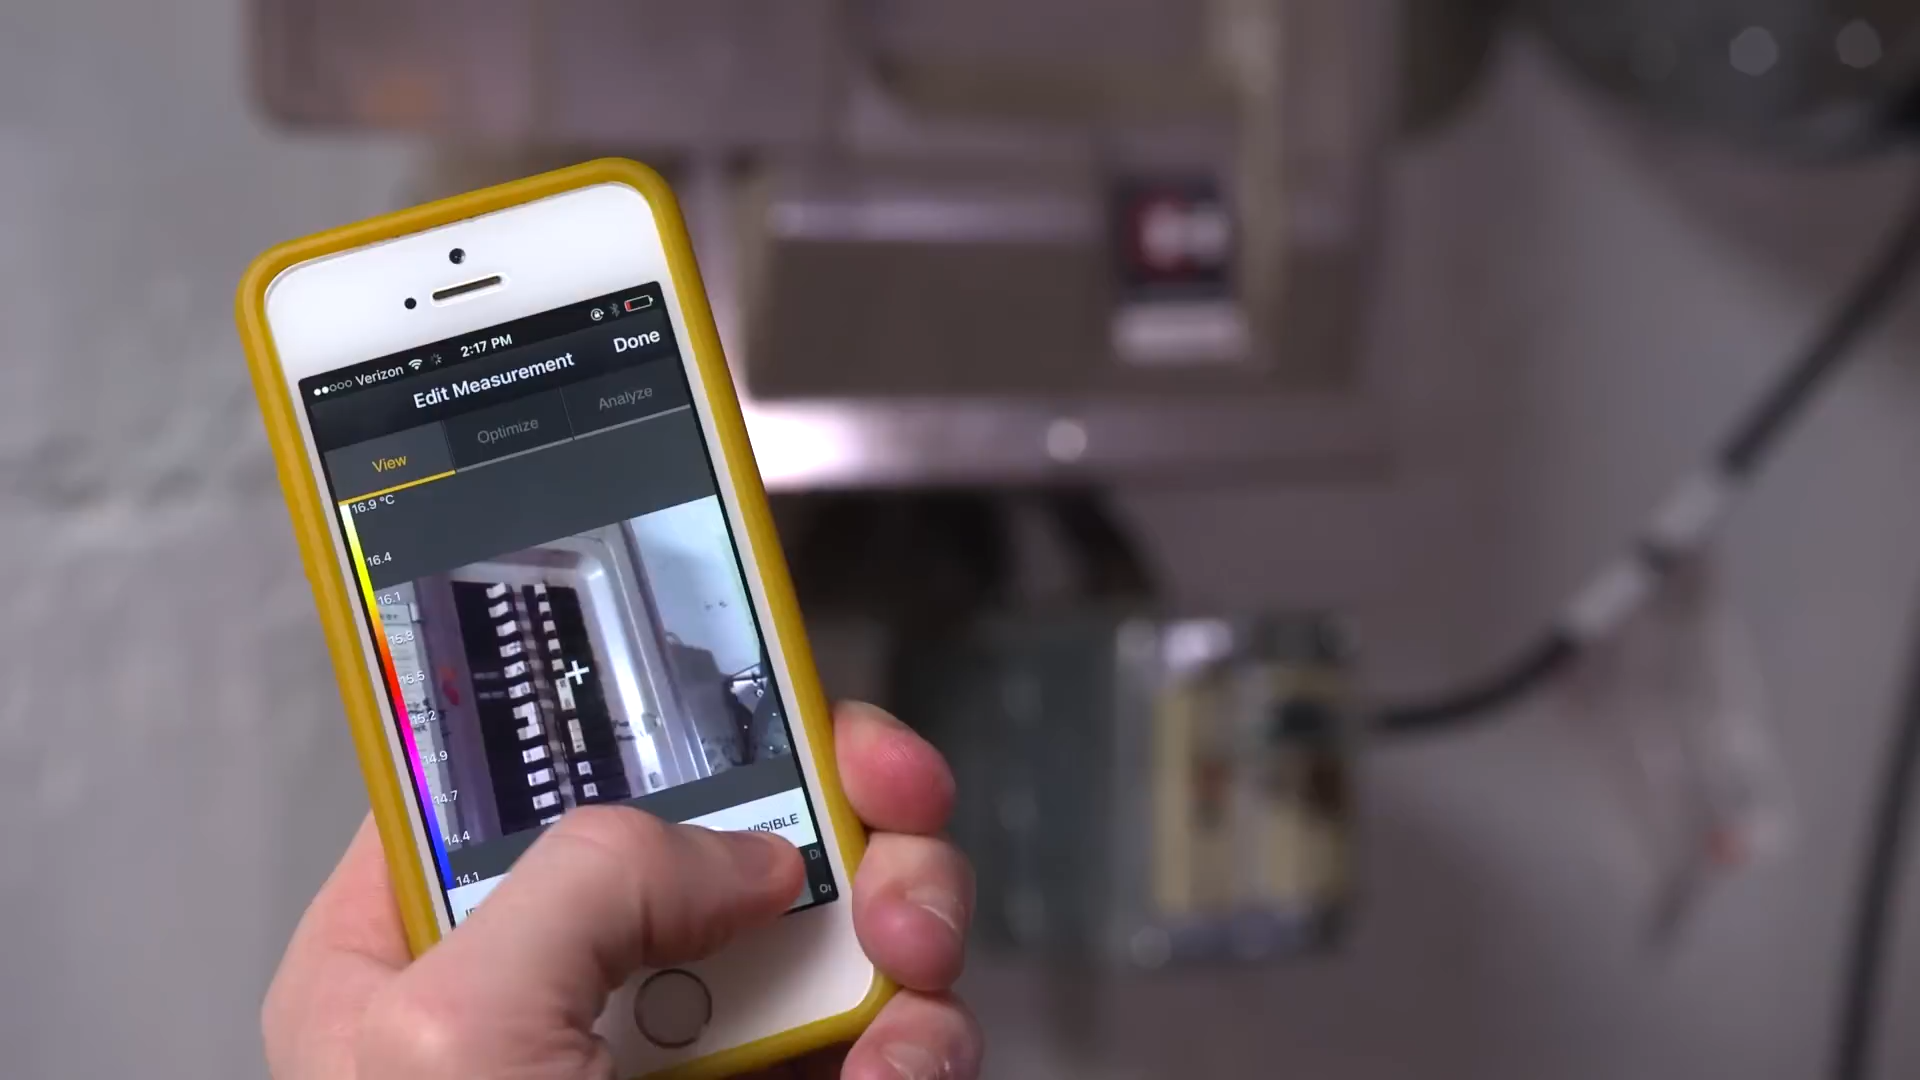 Verizon 2:17 PM
Edit Measurement Done
View Optimize Analyze
16.9 °C
16.4
16.1
15.8
15.5
15.2
14.9
14.7
14.4
14.1
VISIBLE